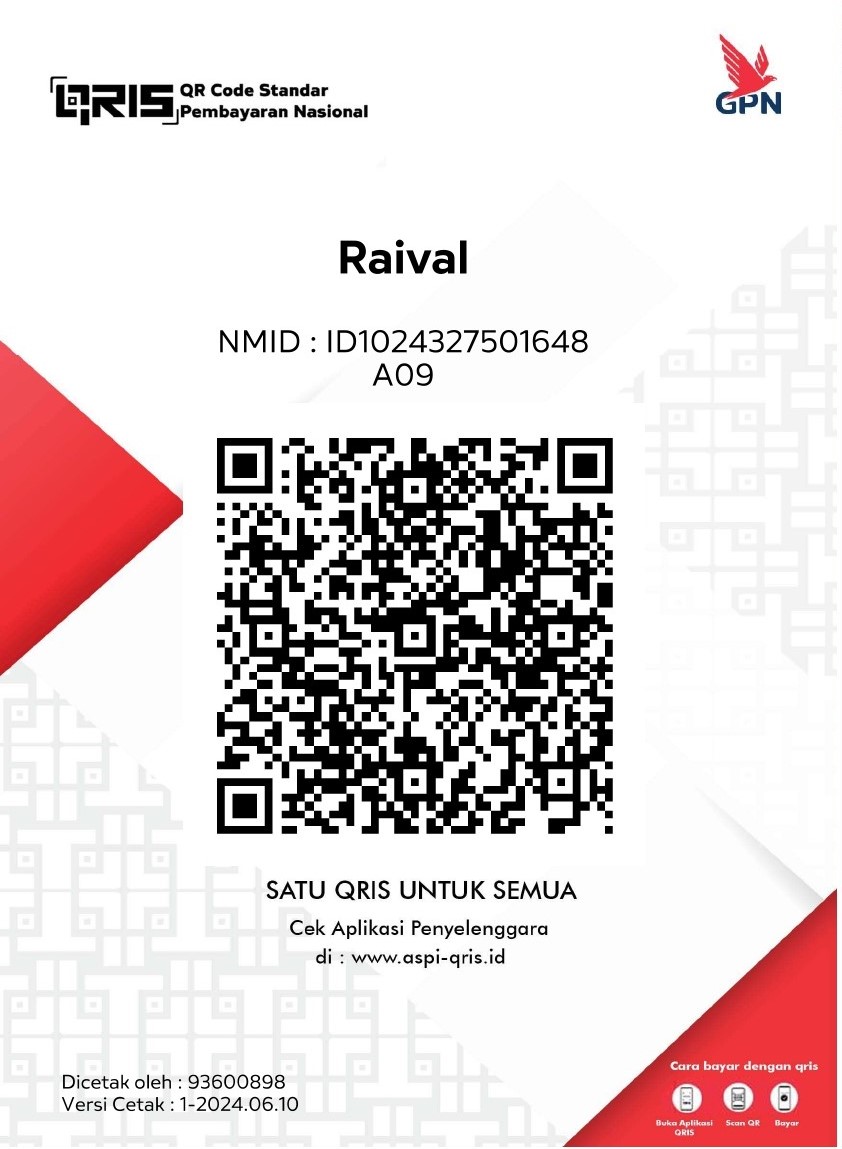 QRIS QR Code Standar
Pembayaran Nasional
GPN
Raival
NMID : ID1024327501648
A09
SATU QRIS UNTUK SEMUA
Cek Aplikasi Penyelenggara
di : www.aspi-qris.id
Dicetak oleh : 93600898
Versi Cetak : 1-2024.06.10
Cara bayar dengan qris
Buka Aplikasi
QRIS
Scan QR
Bayar